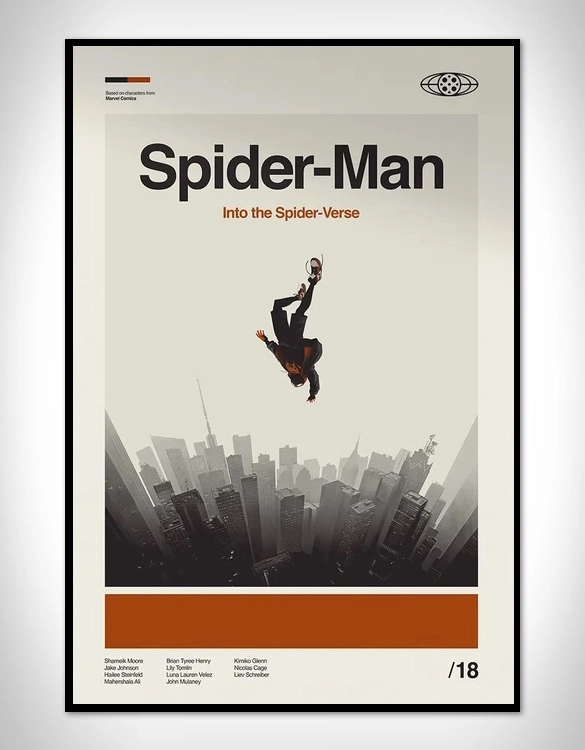 Based on characters from
Marvel Comics
Spider-Man
Into the Spider-Verse
Shameik Moore
Jake Johnson
Hailee Steinfeld
Mahershala Ali
Brian Tyree Henry
Lily Tomlin
Luna Lauren Velez
John Mulaney
Kimiko Glenn
Nicolas Cage
Liev Schreiber
/18